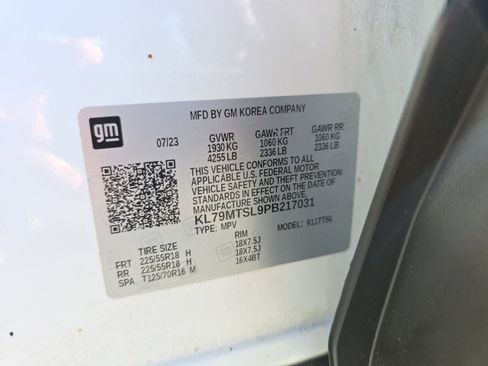 MFD BY GM KOREA COMPANY
gm
07/23 GVWR GAWR FRT GAWR RR
1930 KG 1060 KG 1060 KG
4255 LB 2336 LB 2336 LB
THIS VEHICLE CONFORMS TO ALL
APPLICABLE U.S. FEDERAL MOTOR
VEHICLE SAFETY AND THEFT PREVENTION
STANDARDS IN EFFECT ON THE DATE OF
MANUFACTURE SHOWN ABOVE.
KL79MTSL9PB217031
TYPE: MPV MODEL: 911TT56
TIRE SIZE RIM
FRT 225/55R18 H 18X7.5J
RR 225/55R18 H 18X7.5J
SPA T125/70R16 M 16X4BT